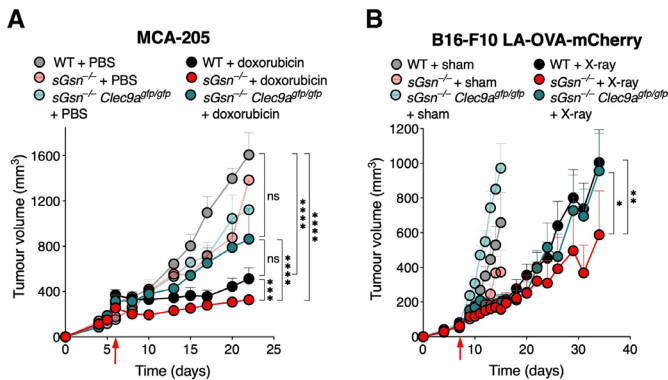 A
MCA-205
WT + PBS
WT + doxorubicin
sGsn–/– + PBS
sGsn–/– + doxorubicin
sGsn–/– Clec9agfp/gfp
+ PBS
sGsn–/– Clec9agfp/gfp
+ doxorubicin
Tumour volume (mm3)
1600
1200
800
400
0
0
5
10
15
20
25
Time (days)
ns
****
****
ns
****
***
B
B16-F10 LA-OVA-mCherry
WT + sham
WT + X-ray
sGsn–/– + sham
sGsn–/– + X-ray
sGsn–/– Clec9agfp/gfp
+ sham
sGsn–/– Clec9agfp/gfp
+ X-ray
Tumour volume (mm3)
1200
1000
800
600
400
200
0
0
10
20
30
40
Time (days)
*
**